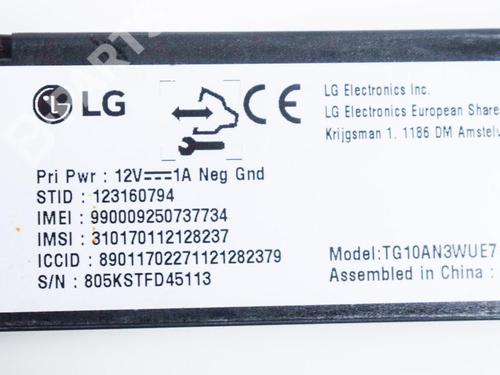 LG
CE
LG Electronics Inc.
LG Electronics European Share
Krijgsman 1, 1186 DM Amstelv
Pri Pwr : 12V⎓1A Neg Gnd
STID : 123160794
IMEI : 990009250737734
IMSI : 310170112128237
ICCID : 89011702271121282379
S/N : 805KSTFD45113
Model:TG10AN3WUE7
Assembled in China :